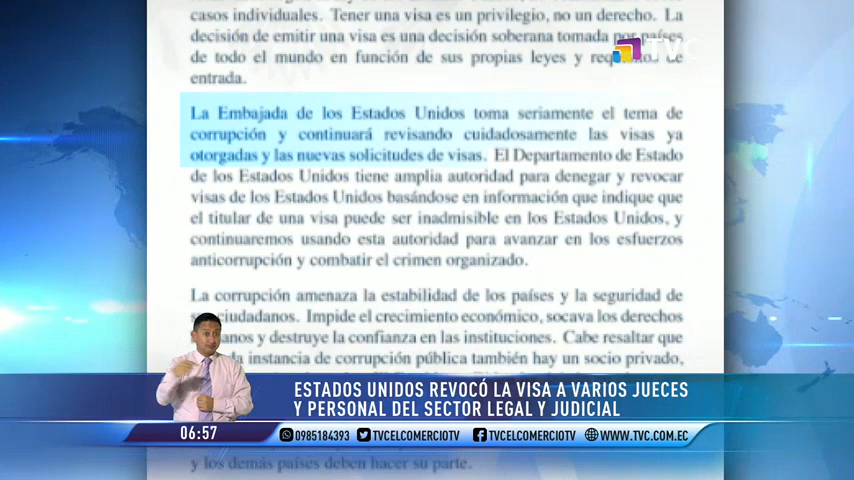 casos individuales. Tener una visa es un privilegio, no un derecho. La
decisión de emitir una visa es una decisión soberana tomada por países
de todo el mundo en función de sus propias leyes y de
entrada.
TVC
La Embajada de los Estados Unidos toma seriamente el tema de
corrupción y continuará revisando cuidadosamente las visas ya
otorgadas y las nuevas solicitudes de visas. El Departamento de Estado
de los Estados Unidos tiene amplia autoridad para denegar y revocar
visas de los Estados Unidos basándose en información que indique que
el titular de una visa puede ser inadmisible en los Estados Unidos, y
continuaremos usando esta autoridad para avanzar en los esfuerzos
anticorrupción y combatir el crimen organizado.
La corrupción amenaza la estabilidad de los países y la seguridad de
ciudadanos. Impide el crecimiento económico, socava los derechos
y destruye la confianza en las instituciones. Cabe resaltar que
instancia de corrupción pública también hay un socio privado,
ESTADOS UNIDOS REVOCÓ LA VISA A VARIOS JUECES
Y PERSONAL DEL SECTOR LEGAL Y JUDICIAL
06:57 0985184393 TVCELCOMERCIOTV TVCELCOMERCIOTV WWW.TVC.COM.EC
y los demás países deben hacer su parte.